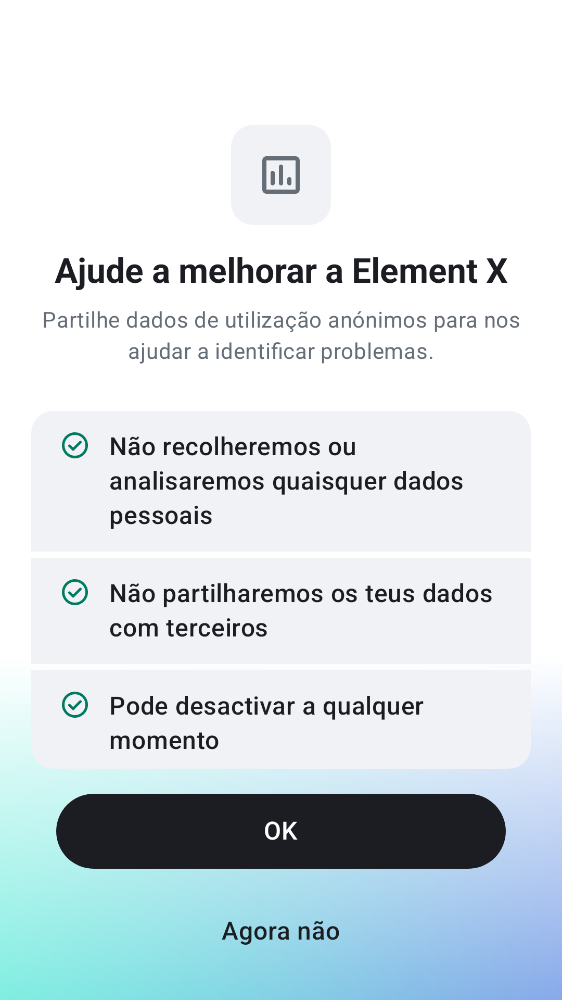 Ajude a melhorar a Element X
Partilhe dados de utilização anónimos para nos
ajudar a identificar problemas.
Não recolheremos ou
analisaremos quaisquer dados
pessoais
Não partilharemos os teus dados
com terceiros
Pode desactivar a qualquer
momento
OK
Agora não